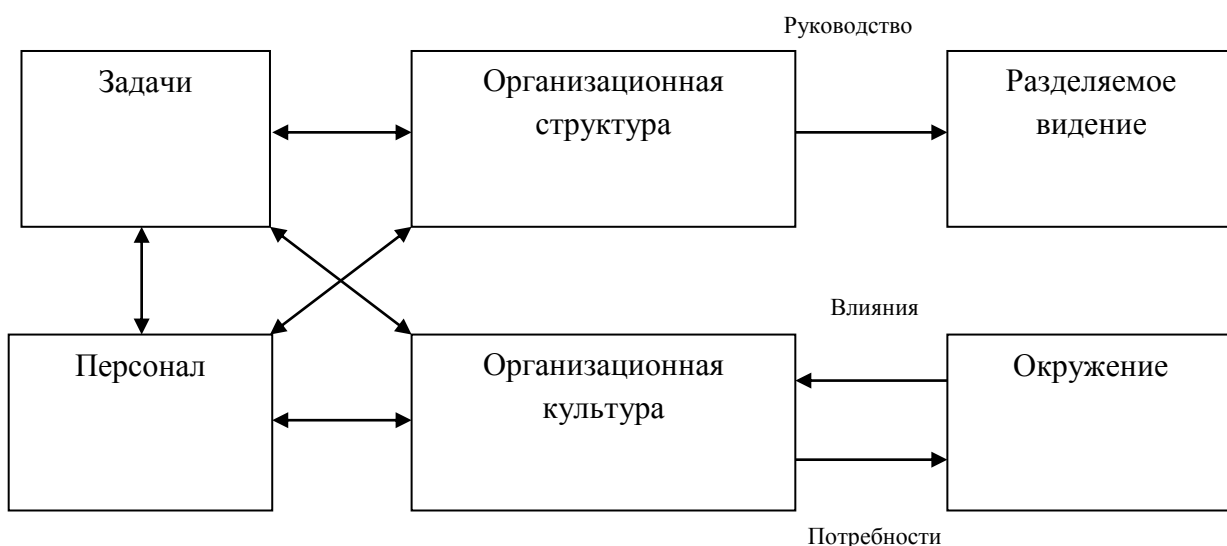 Руководство
Задачи
Организационная
структура
Разделяемое
видение
Влияния
Персонал
Организационная
культура
Окружение
Потребности